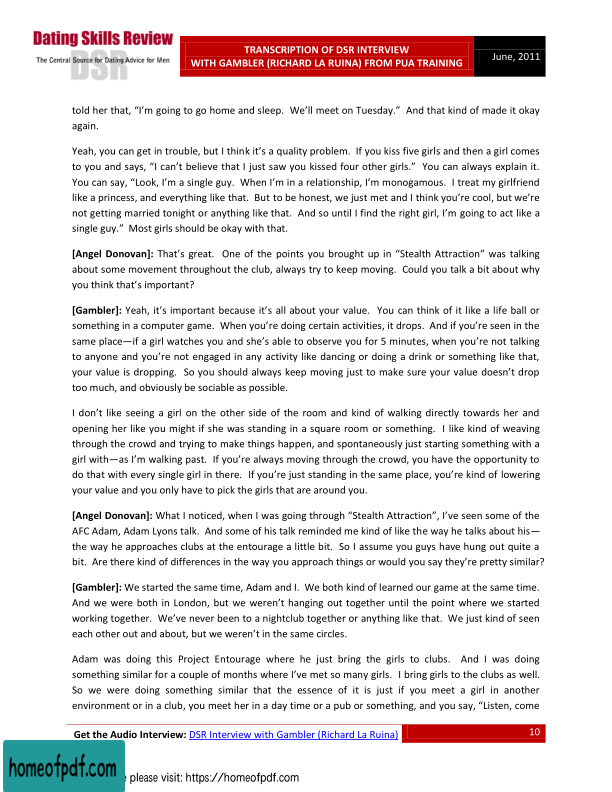 Dating Skills Review
The Central Source for Dating Advice for Men
DSR
TRANSCRIPTION OF DSR INTERVIEW
WITH GAMBLER (RICHARD LA RUINA) FROM PUA TRAINING
June, 2011
told her that, “I’m going to go home and sleep. We’ll meet on Tuesday.” And that kind of made it okay
again.
Yeah, you can get in trouble, but I think it’s a quality problem. If you kiss five girls and then a girl comes
to you and says, “I can’t believe that I just saw you kissed four other girls.” You can always explain it.
You can say, “Look, I’m a single guy. When I’m in a relationship, I’m monogamous. I treat my girlfriend
like a princess, and everything like that. But to be honest, we just met and I think you’re cool, but we’re
not getting married tonight or anything like that. And so until I find the right girl, I’m going to act like a
single guy.” Most girls should be okay with that.
[Angel Donovan]: That’s great. One of the points you brought up in “Stealth Attraction” was talking
about some movement throughout the club, always try to keep moving. Could you talk a bit about why
you think that’s important?
[Gambler]: Yeah, it’s important because it’s all about your value. You can think of it like a life ball or
something in a computer game. When you’re doing certain activities, it drops. And if you’re seen in the
same place—if a girl watches you and she’s able to observe you for 5 minutes, when you’re not talking
to anyone and you’re not engaged in any activity like dancing or doing a drink or something like that,
your value is dropping. So you should always keep moving just to make sure your value doesn’t drop
too much, and obviously be sociable as possible.
I don’t like seeing a girl on the other side of the room and kind of walking directly towards her and
opening her like you might if she was standing in a square room or something. I like kind of weaving
through the crowd and trying to make things happen, and spontaneously just starting something with a
girl with—as I’m walking past. If you’re always moving through the crowd, you have the opportunity to
do that with every single girl in there. If you’re just standing in the same place, you’re kind of lowering
your value and you only have to pick the girls that are around you.
[Angel Donovan]: What I noticed, when I was going through “Stealth Attraction”, I’ve seen some of the
AFC Adam, Adam Lyons talk. And some of his talk reminded me kind of like the way he talks about his—
the way he approaches clubs at the entourage a little bit. So I assume you guys have hung out quite a
bit. Are there kind of differences in the way you approach things or would you say they’re pretty similar?
[Gambler]: We started the same time, Adam and I. We both kind of learned our game at the same time.
And we were both in London, but we weren’t hanging out together until the point where we started
working together. We’ve never been to a nightclub together or anything like that. We just kind of seen
each other out and about, but we weren’t in the same circles.
Adam was doing this Project Entourage where he just bring the girls to clubs. And I was doing
something similar for a couple of months where I’ve met so many girls. I bring girls to the clubs as well.
So we were doing something similar that the essence of it is just if you meet a girl in another
environment or in a club, you meet her in a day time or a pub or something, and you say, “Listen, come
Get the Audio Interview: DSR Interview with Gambler (Richard La Ruina)
10
homeofpdf.com
please visit: https://homeofpdf.com